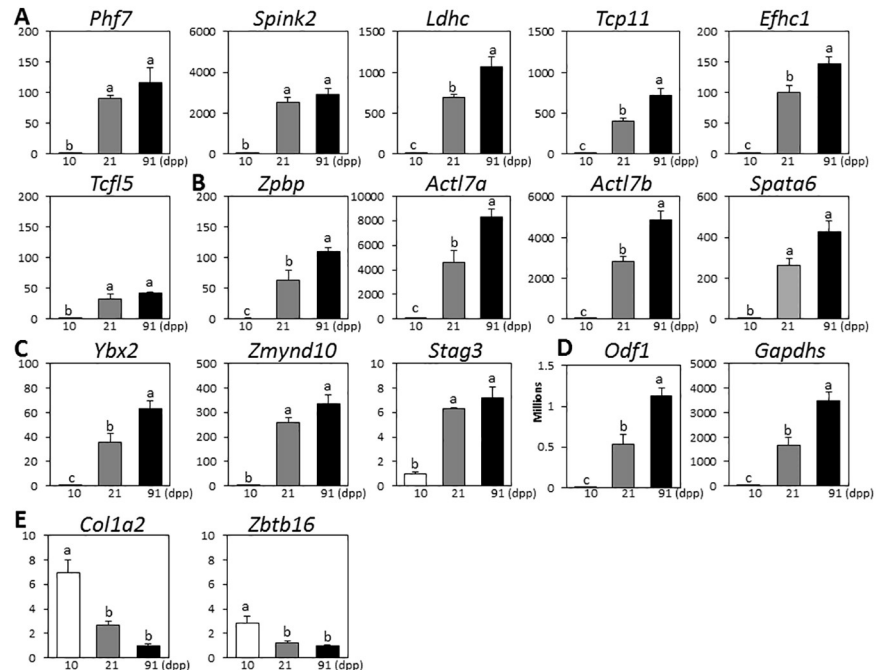 A
Phf7
200
150
100
50
0
b
a
a
10 21 91 (dpp)
Spink2
6000
4000
2000
0
b
a
a
10 21 91 (dpp)
Ldhc
1500
1000
500
0
c
b
a
10 21 91 (dpp)
Tcp11
1500
1000
500
0
c
b
a
10 21 91 (dpp)
Efhc1
200
150
100
50
0
c
b
a
10 21 91 (dpp)
Tcfl5
200
150
100
50
0
b
a
a
10 21 91 (dpp)
B
Zpbp
200
150
100
50
0
c
b
a
10 21 91 (dpp)
Actl7a
10000
8000
6000
4000
2000
0
c
b
a
10 21 91 (dpp)
Actl7b
6000
4000
2000
0
c
b
a
10 21 91 (dpp)
Spata6
600
400
200
0
b
a
a
10 21 91 (dpp)
C
Ybx2
80
60
40
20
0
c
b
a
10 21 91 (dpp)
Zmynd10
500
400
300
200
100
0
b
a
a
10 21 91 (dpp)
Stag3
10
8
6
4
2
0
b
a
a
10 21 91 (dpp)
D
Odf1
Millions
1.5
1
0.5
0
c
b
a
10 21 91 (dpp)
Gapdhs
5000
4000
3000
2000
1000
0
c
b
a
10 21 91 (dpp)
E
Col1a2
10
8
6
4
2
0
a
b
b
10 21 91 (dpp)
Zbtb16
10
8
6
4
2
0
a
b
b
10 21 91 (dpp)